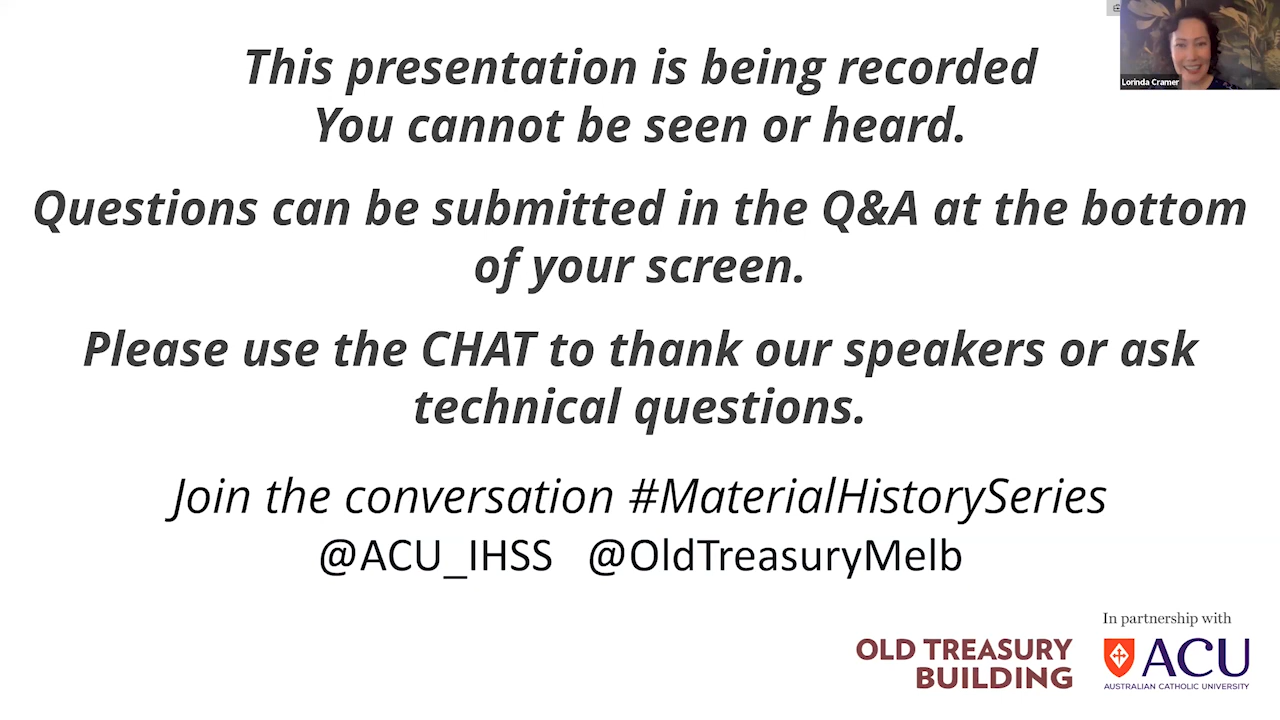 This presentation is being recorded
You cannot be seen or heard.
Questions can be submitted in the Q&A at the bottom
of your screen.
Please use the CHAT to thank our speakers or ask
technical questions.
Join the conversation #MaterialHistorySeries
@ACU_IHSS @OldTreasuryMelb
Lorinda Cramer
OLD TREASURY
BUILDING
In partnership with
ACU
AUSTRALIAN CATHOLIC UNIVERSITY